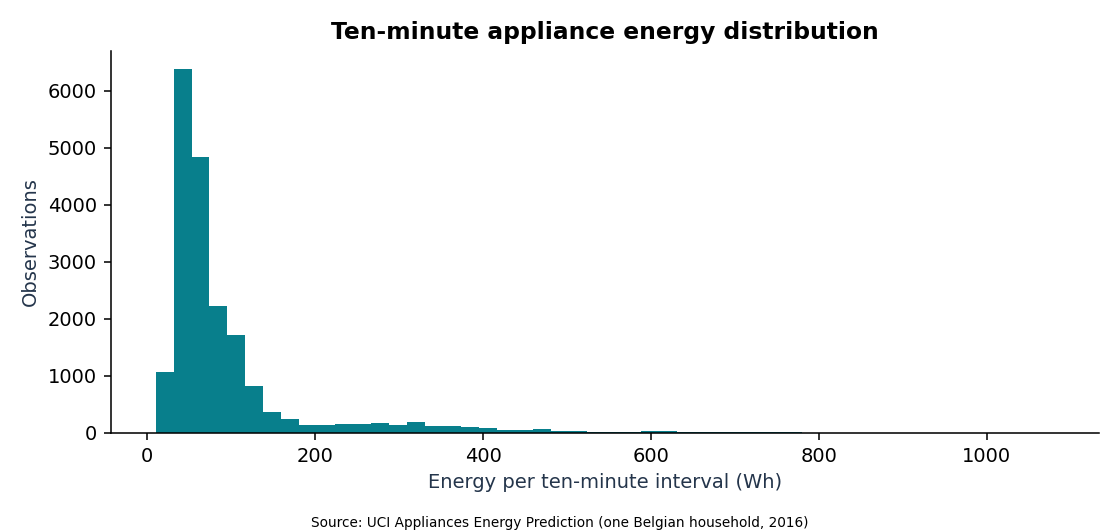 Ten-minute appliance energy distribution
6000
5000
4000
3000
2000
1000
0
Observations
0 200 400 600 800 1000
Energy per ten-minute interval (Wh)
Source: UCI Appliances Energy Prediction (one Belgian household, 2016)